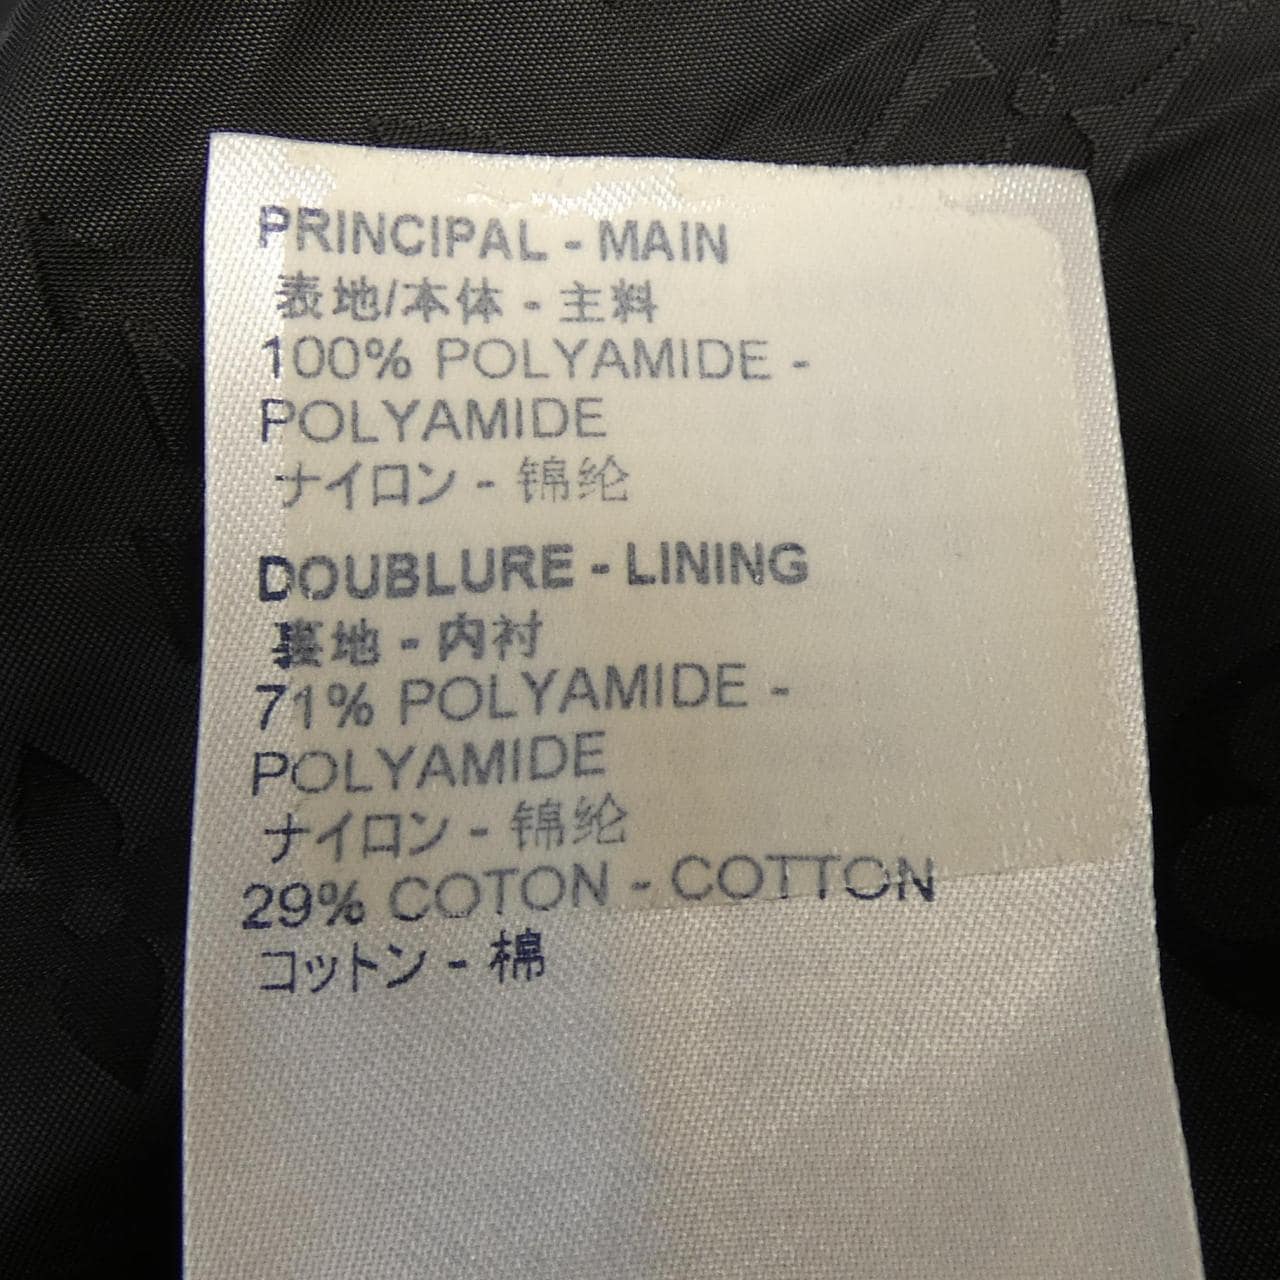 PRINCIPAL - MAIN
表地/本体 - 主料
100% POLYAMIDE -
POLYAMIDE
ナイロン - 锦纶
DOUBLURE - LINING
裏地 - 内衬
71% POLYAMIDE -
POLYAMIDE
ナイロン - 锦纶
29% COTON - COTTON
コットン - 棉